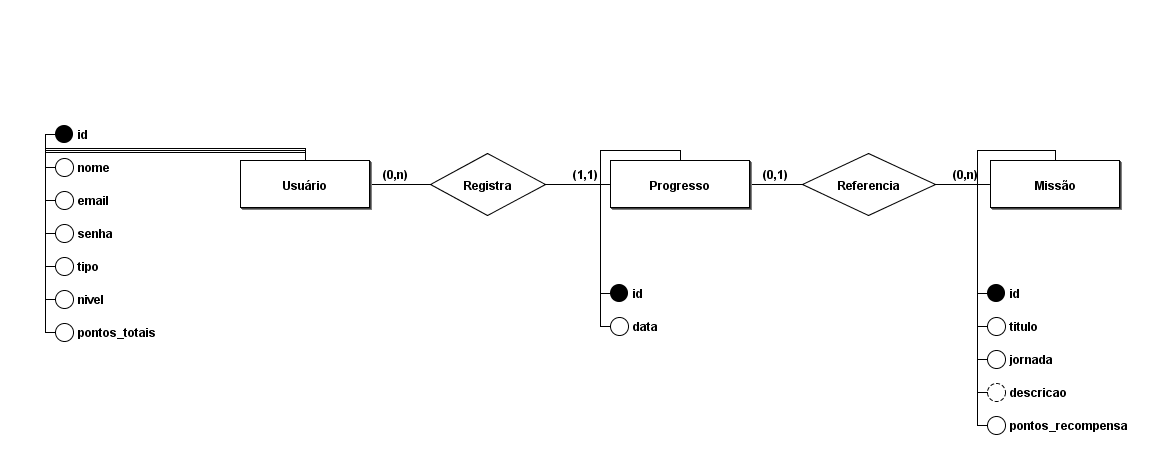 id
nome
email
senha
tipo
nivel
pontos_totais
Usuário
(0,n)
Registra
(1,1)
Progresso
(0,1)
Referencia
(0,n)
Missão
id
data
id
titulo
jornada
descricao
pontos_recompensa